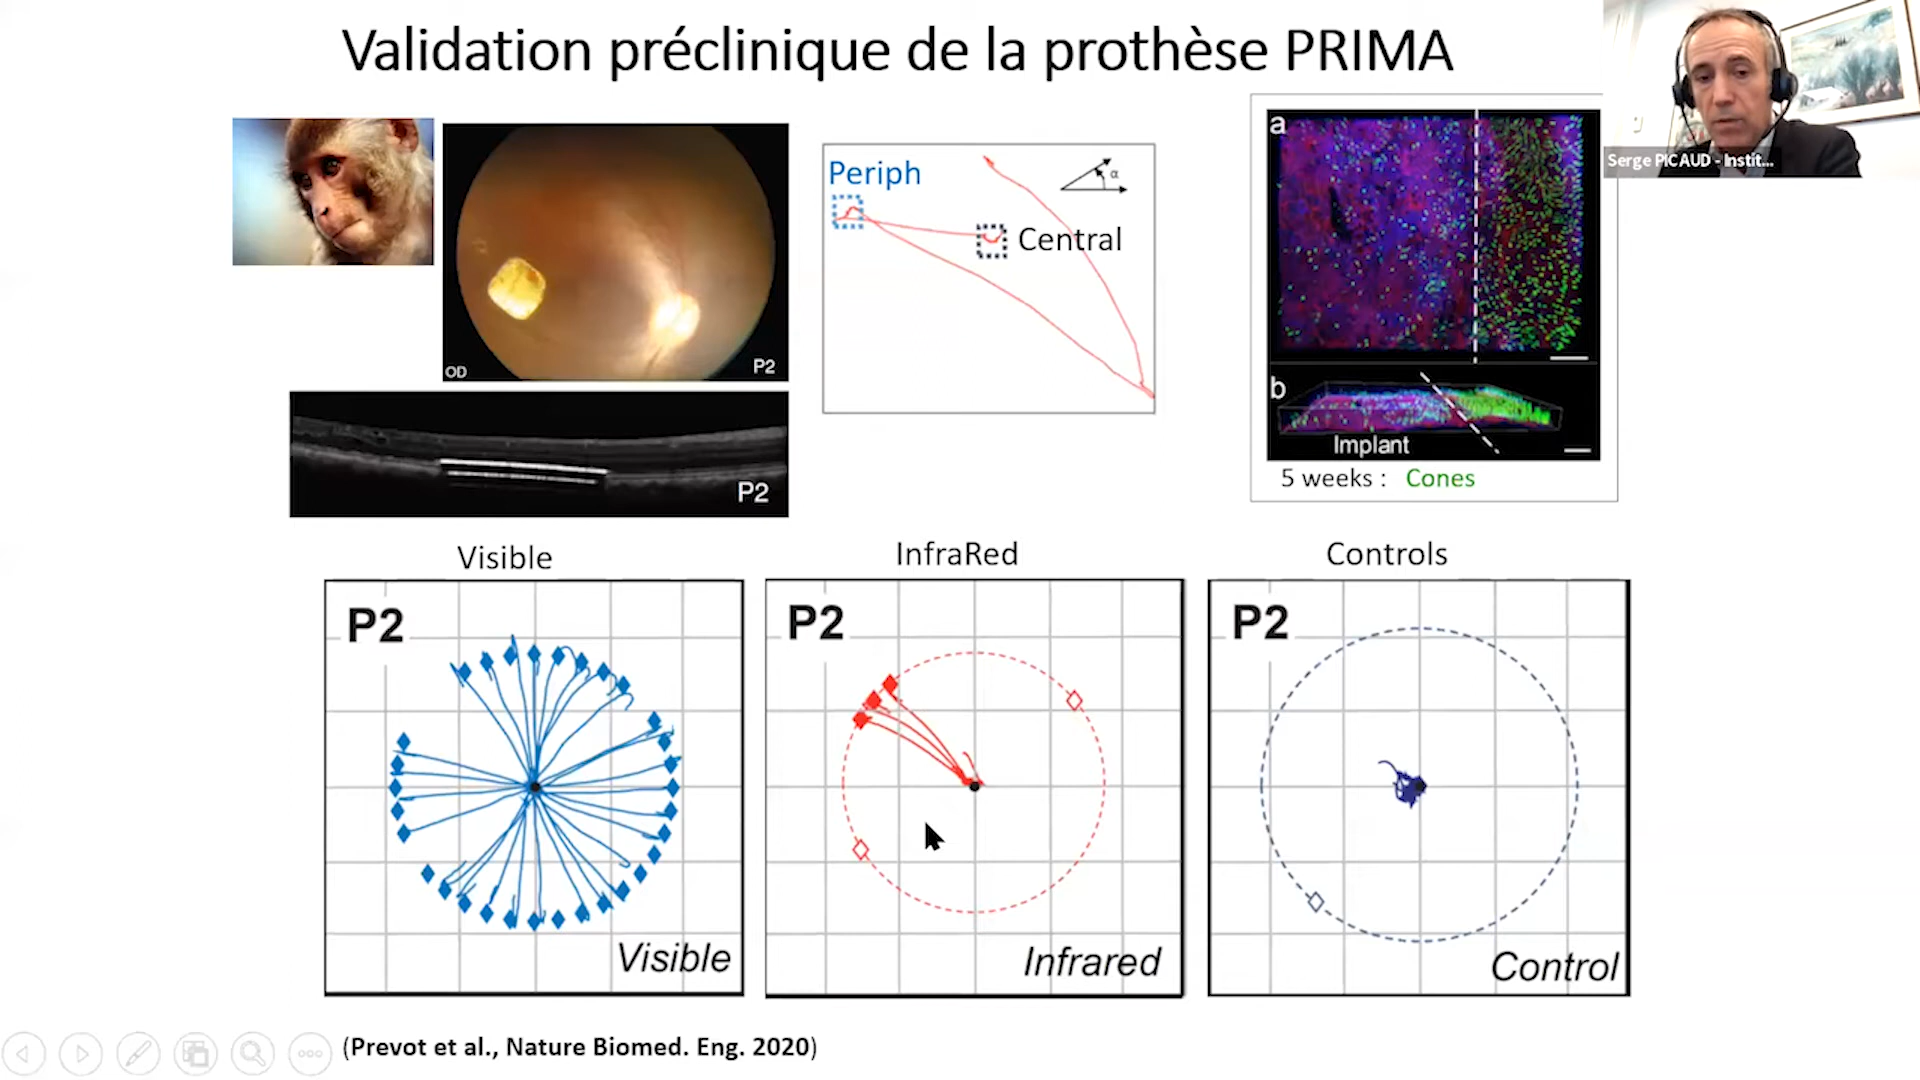 Validation préclinique de la prothèse PRIMA
Serge PICAUD - Instit...
OD
P2
P2
Periph
α
Central
a
b
Implant
5 weeks : Cones
Visible
InfraRed
Controls
P2
Visible
P2
Infrared
P2
Control
(Prevot et al., Nature Biomed. Eng. 2020)